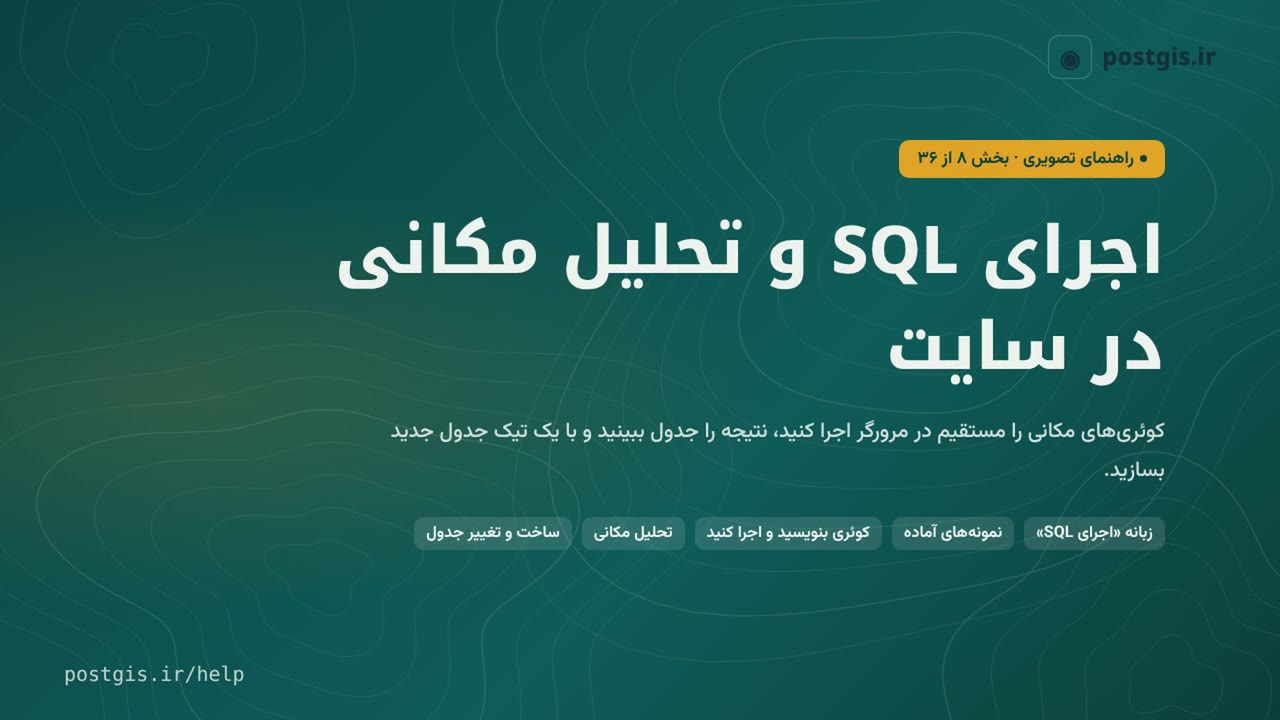 postgis.ir
راهنمای تصویری · بخش ۸ از ۳۶
اجرای SQL و تحلیل مکانی
در سایت
کوئری‌های مکانی را مستقیم در مرورگر اجرا کنید، نتیجه را جدول ببینید و با یک تیک جدول جدید
بسازید.
زبانه «اجرای SQL» نمونه‌های آماده کوئری بنویسید و اجرا کنید تحلیل مکانی ساخت و تغییر جدول
postgis.ir/help